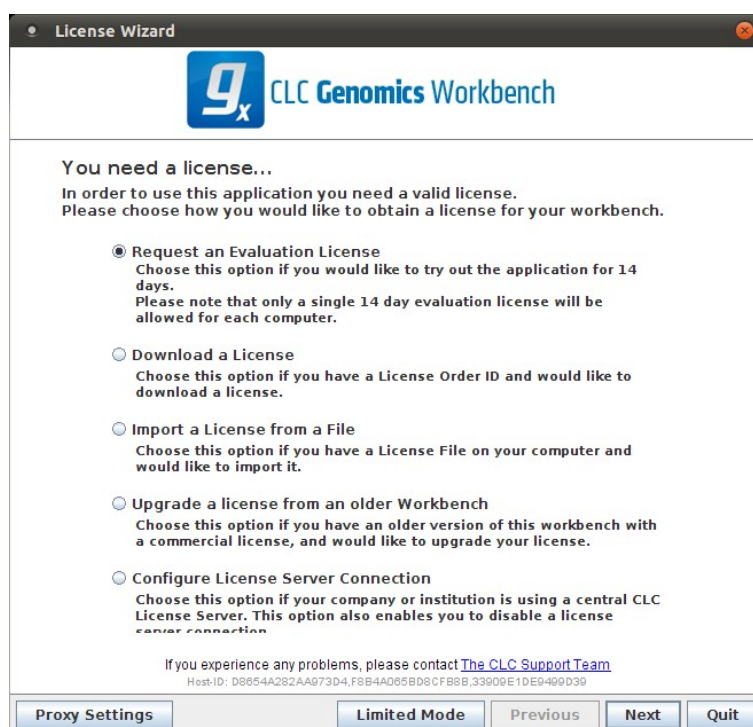 License Wizard
gx CLC Genomics Workbench
You need a license...
In order to use this application you need a valid license.
Please choose how you would like to obtain a license for your workbench.
Request an Evaluation License
Choose this option if you would like to try out the application for 14
days.
Please note that only a single 14 day evaluation license will be
allowed for each computer.
Download a License
Choose this option if you have a License Order ID and would like to
download a license.
Import a License from a File
Choose this option if you have a License File on your computer and
would like to import it.
Upgrade a license from an older Workbench
Choose this option if you have an older version of this workbench with
a commercial license, and would like to upgrade your license.
Configure License Server Connection
Choose this option if your company or institution is using a central CLC
License Server. This option also enables you to disable a license
server connection
If you experience any problems, please contact The CLC Support Team
Host-ID: D8654A282AA973D4,F8B4A065BD8CFB8B,33909E1DE9499D39
Proxy Settings Limited Mode Previous Next Quit